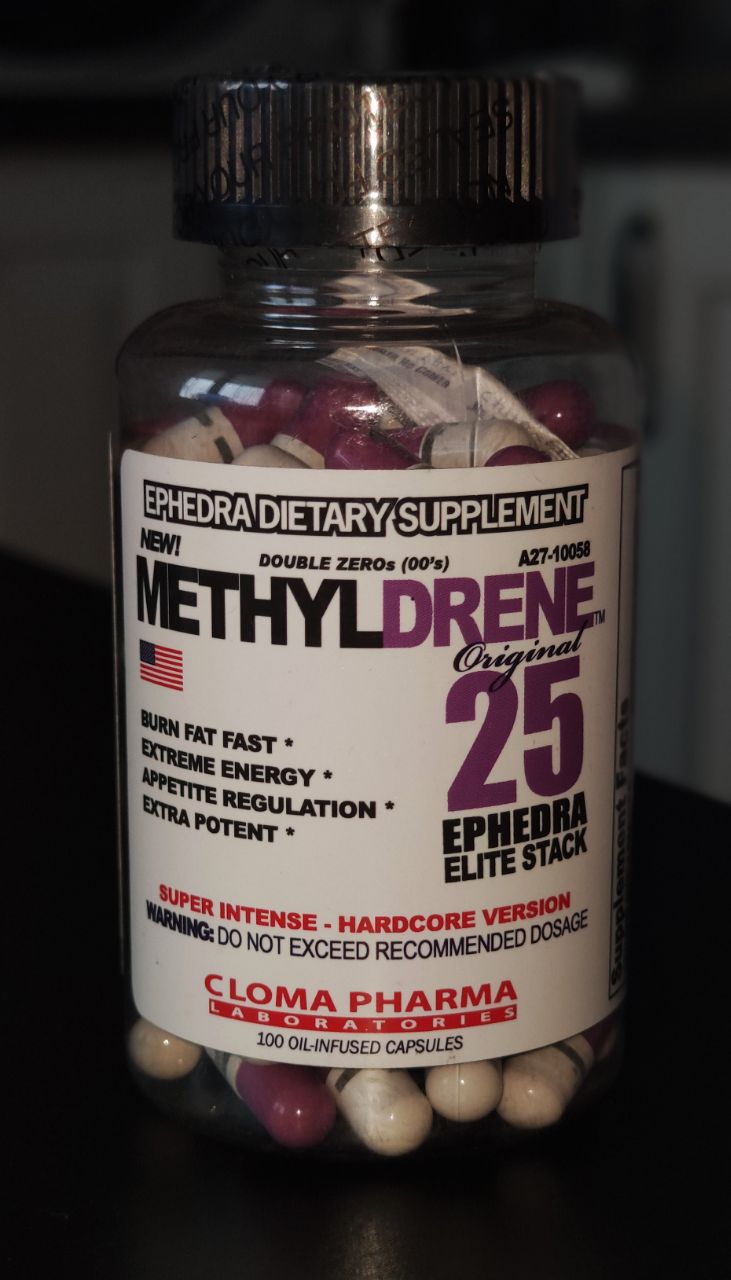 EPHEDRA DIETARY SUPPLEMENT
NEW!
DOUBLE ZEROs (00's)
A27-10058
METHYLDRENE™
Original
25
BURN FAT FAST *
EXTREME ENERGY *
APPETITE REGULATION *
EXTRA POTENT *
EPHEDRA
ELITE STACK
SUPER INTENSE - HARDCORE VERSION
WARNING: DO NOT EXCEED RECOMMENDED DOSAGE
CLOMA PHARMA
LABORATORIES
100 OIL-INFUSED CAPSULES
Supplement Facts